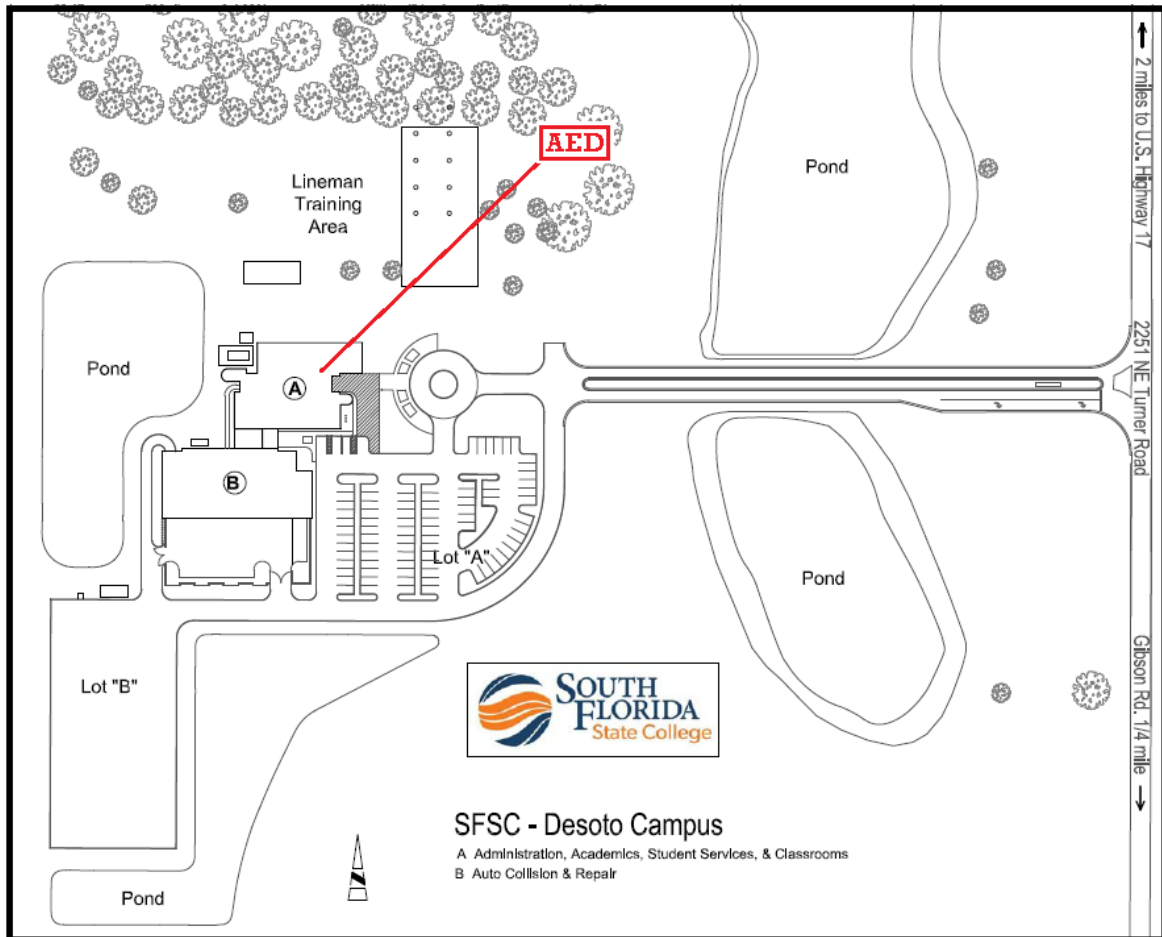 AED
Pond
Lineman
Training
Area
2 miles to U.S. Highway 17
Pond
A
2251 NE Turner Road
B
Lot "A"
Pond
Lot "B"
SOUTH
FLORIDA
State College
Gibson Rd. 1/4 mile
SFSC - Desoto Campus
A Administration, Academics, Student Services, & Classrooms
B Auto Collision & Repair
N
Pond